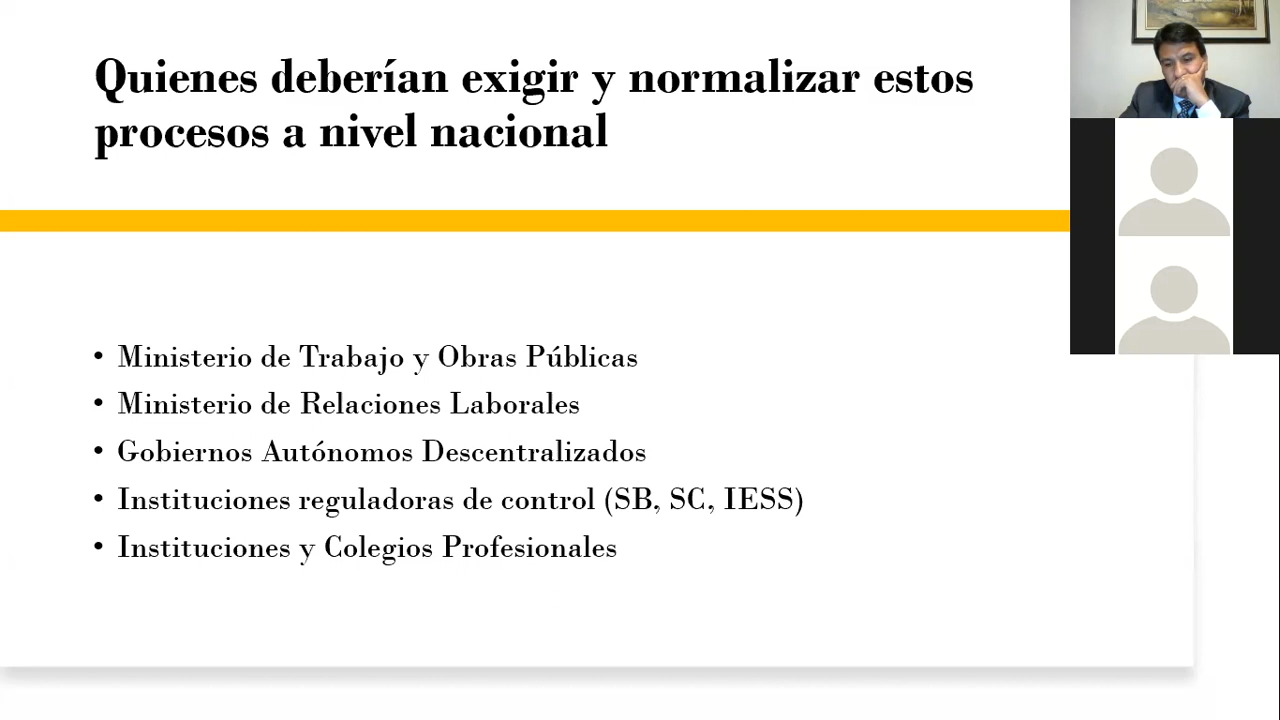 Quienes deberían exigir y normalizar estos
procesos a nivel nacional
• Ministerio de Trabajo y Obras Públicas
• Ministerio de Relaciones Laborales
• Gobiernos Autónomos Descentralizados
• Instituciones reguladoras de control (SB, SC, IESS)
• Instituciones y Colegios Profesionales